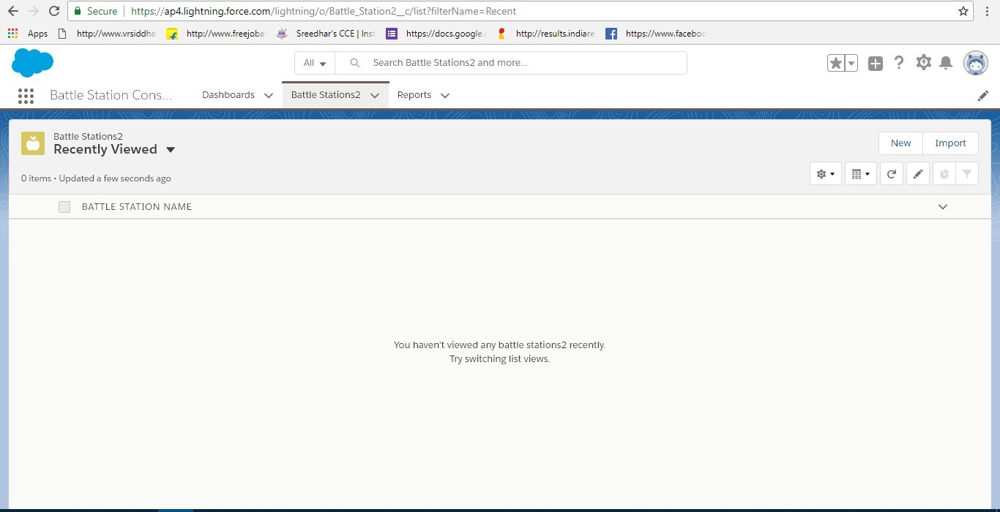 Secure https://ap4.lightning.force.com/lightning/o/Battle_Station2__c/list?filterName=Recent
Apps http://www.vrsiddha http://www.freejoba Sreedhar's CCE | Inst https://docs.google. http://results.indiare https://www.faceboo
All Search Battle Stations2 and more...
Battle Station Cons... Dashboards Battle Stations2 Reports
Battle Stations2
Recently Viewed
New Import
0 items • Updated a few seconds ago
BATTLE STATION NAME
You haven't viewed any battle stations2 recently.
Try switching list views.